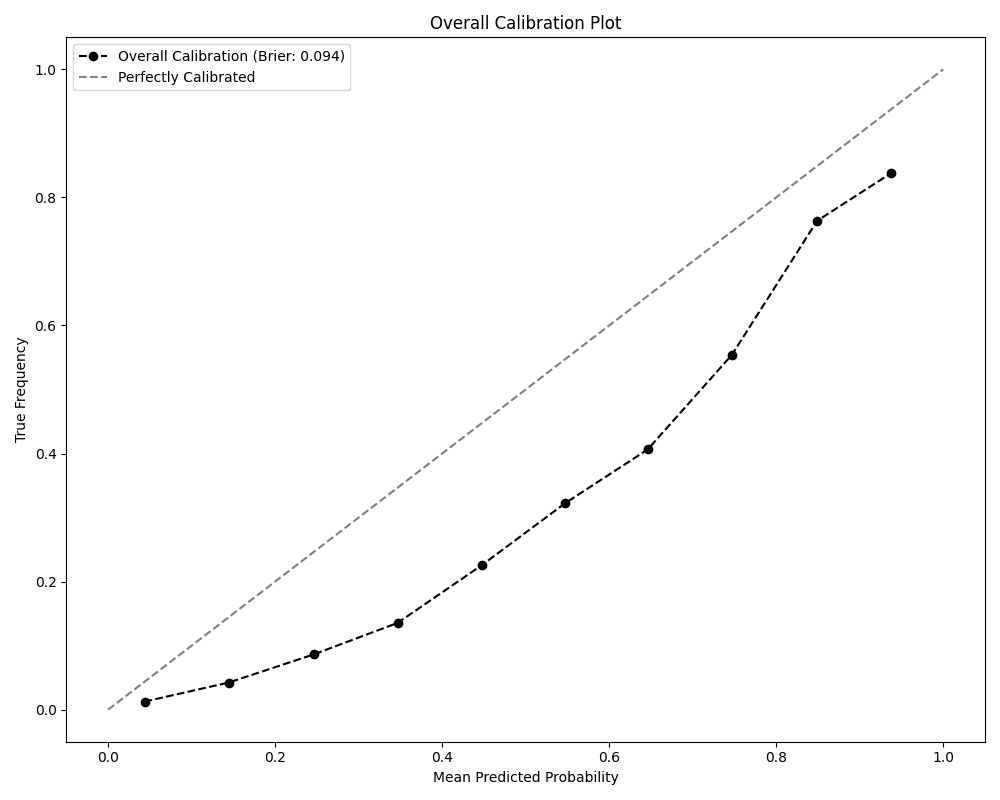 Overall Calibration Plot
Overall Calibration (Brier: 0.094)
Perfectly Calibrated
1.0
0.8
0.6
0.4
0.2
0.0
True Frequency
0.0 0.2 0.4 0.6 0.8 1.0
Mean Predicted Probability